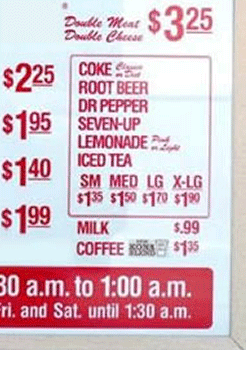 Double Meat
Double Cheese $3.25
$2.25
$1.95
$1.40
$1.99
COKE Classic or Diet
ROOT BEER
DR PEPPER
SEVEN-UP
LEMONADE Pink or Light
ICED TEA
SM MED LG X-LG
$1.35 $1.50 $1.70 $1.90
MILK $.99
COFFEE KONA BLEND $1.35
30 a.m. to 1:00 a.m.
ri. and Sat. until 1:30 a.m.